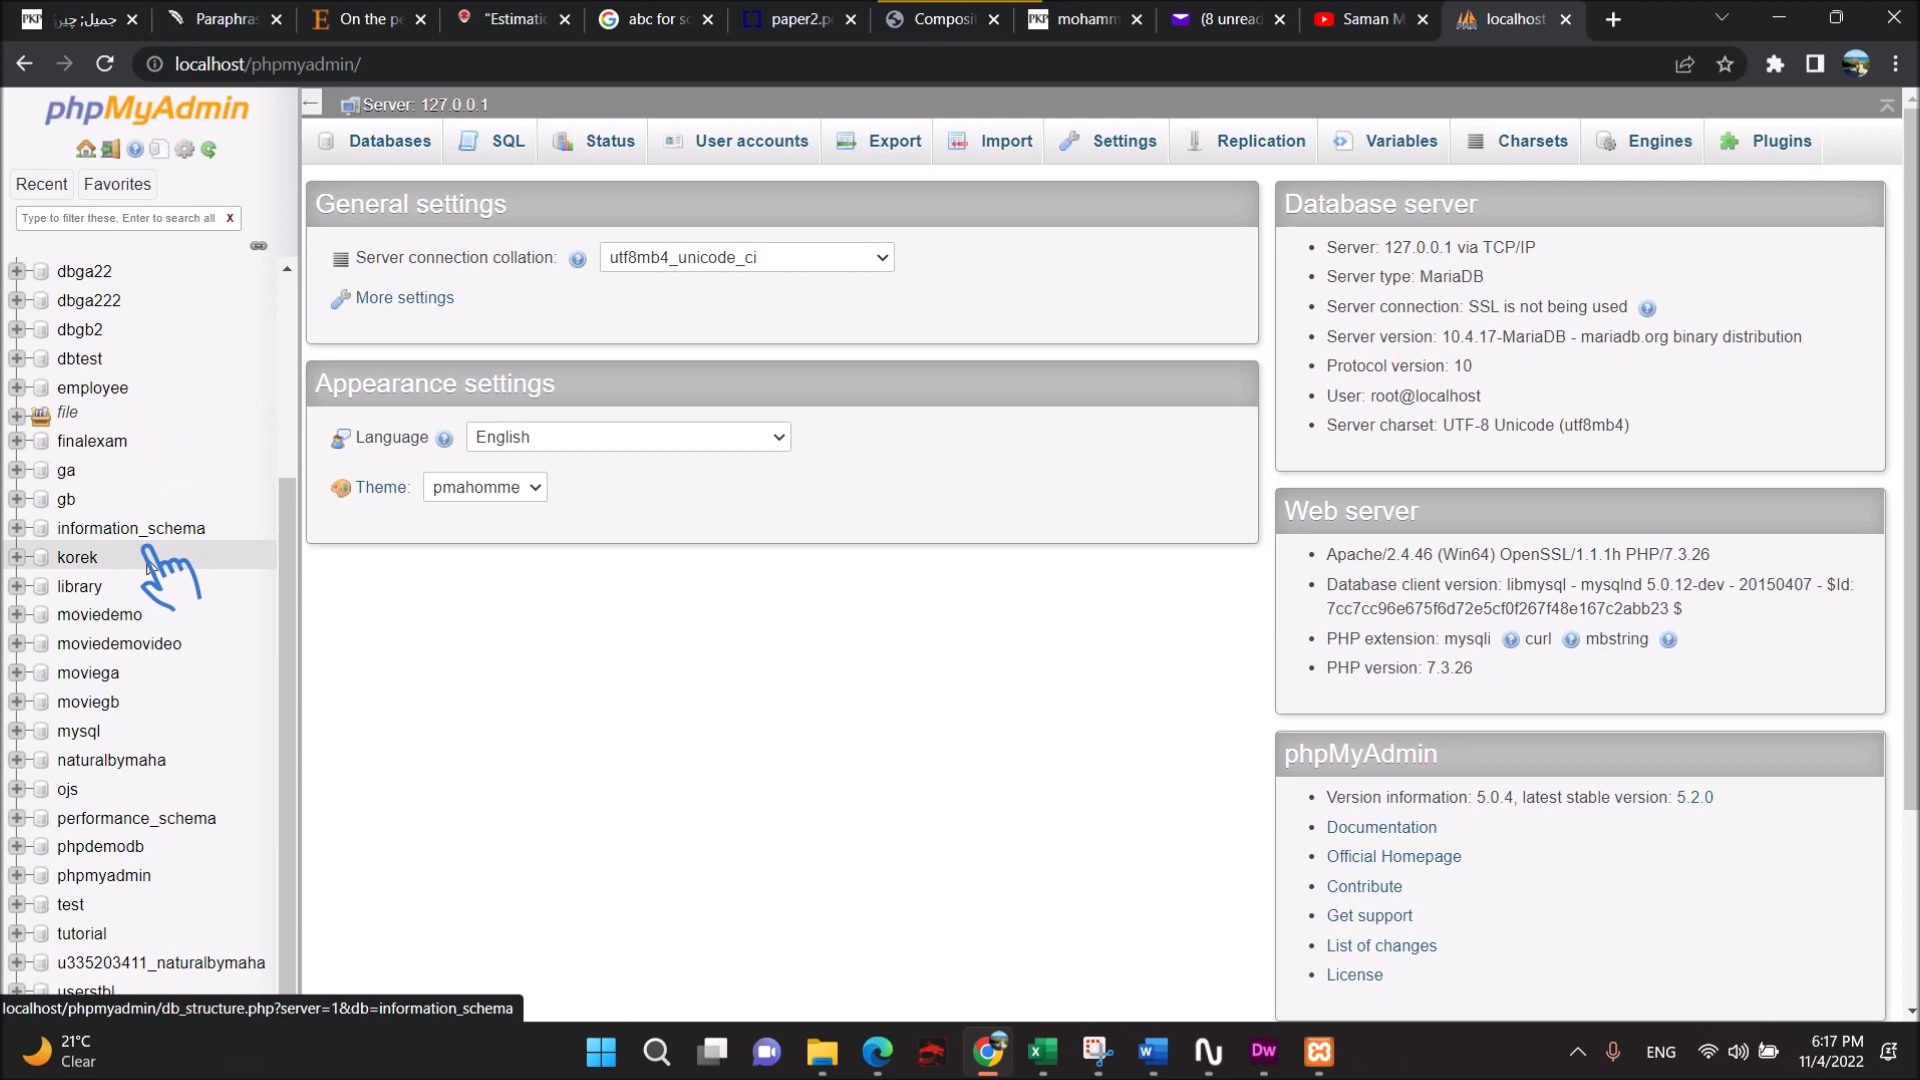 جميل; چیر
Paraphras
On the pe
"Estimatio
abc for so
paper2.p
Composit
mohamm
(8 unread
Saman M
localhost
localhost/phpmyadmin/
phpMyAdmin
Recent
Favorites
Type to filter these, Enter to search all
X
dbga22
dbga222
dbgb2
dbtest
employee
file
finalexam
ga
gb
information_schema
korek
library
moviedemo
moviedemovideo
moviega
moviegb
mysql
naturalbymaha
ojs
performance_schema
phpdemodb
phpmyadmin
test
tutorial
u335203411_naturalbymaha
userstbl
localhost/phpmyadmin/db_structure.php?server=1&db=information_schema
Server: 127.0.0.1
Databases
SQL
Status
User accounts
Export
Import
Settings
Replication
Variables
Charsets
Engines
Plugins
General settings
Server connection collation:
utf8mb4_unicode_ci
More settings
Appearance settings
Language
English
Theme:
pmahomme
Database server
Server: 127.0.0.1 via TCP/IP
Server type: MariaDB
Server connection: SSL is not being used
Server version: 10.4.17-MariaDB - mariadb.org binary distribution
Protocol version: 10
User: root@localhost
Server charset: UTF-8 Unicode (utf8mb4)
Web server
Apache/2.4.46 (Win64) OpenSSL/1.1.1h PHP/7.3.26
Database client version: libmysql - mysqlnd 5.0.12-dev - 20150407 - $Id:
7cc7cc96e675f6d72e5cf0f267f48e167c2abb23 $
PHP extension: mysqli curl mbstring
PHP version: 7.3.26
phpMyAdmin
Version information: 5.0.4, latest stable version: 5.2.0
Documentation
Official Homepage
Contribute
Get support
List of changes
License
21°C
Clear
Dw
ENG
6:17 PM
11/4/2022